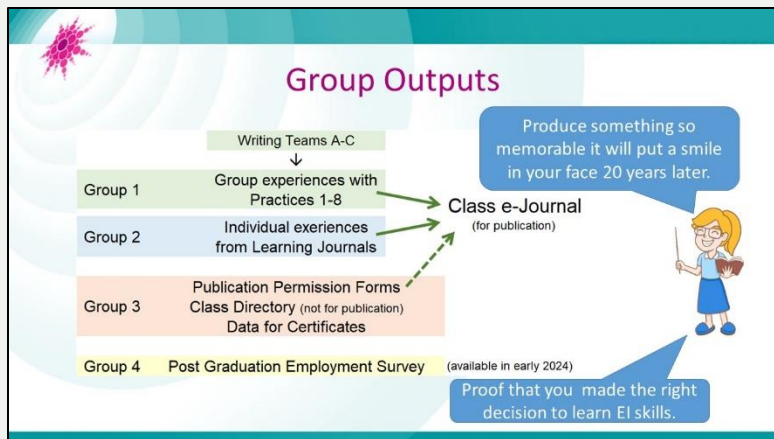 Group Outputs
Writing Teams A-C
↓
Group 1
Group experiences with
Practices 1-8
Group 2
Individual exeriences
from Learning Journals
Group 3
Publication Permission Forms
Class Directory (not for publication)
Data for Certificates
Group 4
Post Graduation Employment Survey
(available in early 2024)
Class e-Journal
(for publication)
Produce something so
memorable it will put a smile
in your face 20 years later.
Proof that you made the right
decision to learn EI skills.